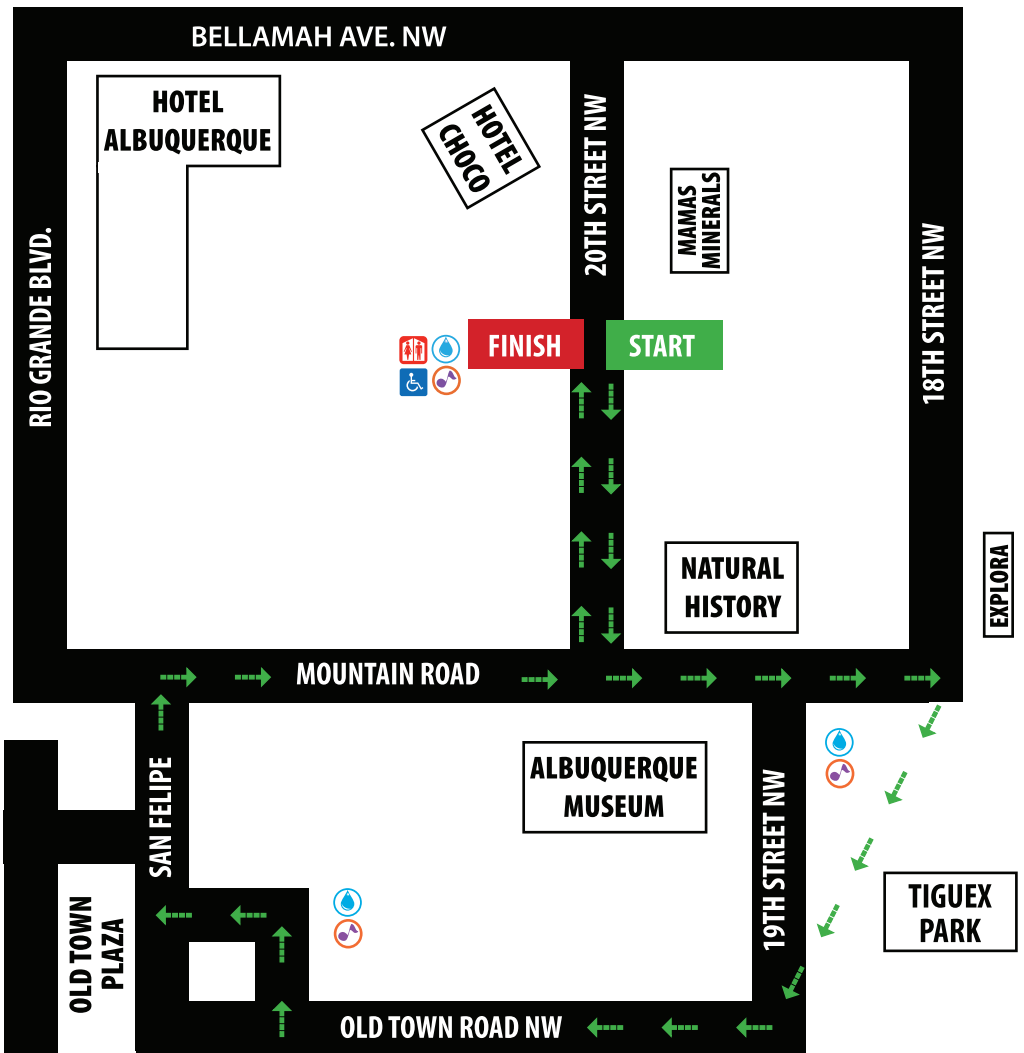 BELLAMAH AVE. NW
HOTEL
ALBUQUERQUE
HOTEL
CHOCO
20TH STREET NW
MAMAS
MINERALS
RIO GRANDE BLVD.
18TH STREET NW
FINISH
START
NATURAL
HISTORY
EXPLORA
MOUNTAIN ROAD
ALBUQUERQUE
MUSEUM
SAN FELIPE
19TH STREET NW
TIGUEX
PARK
OLD TOWN
PLAZA
OLD TOWN ROAD NW